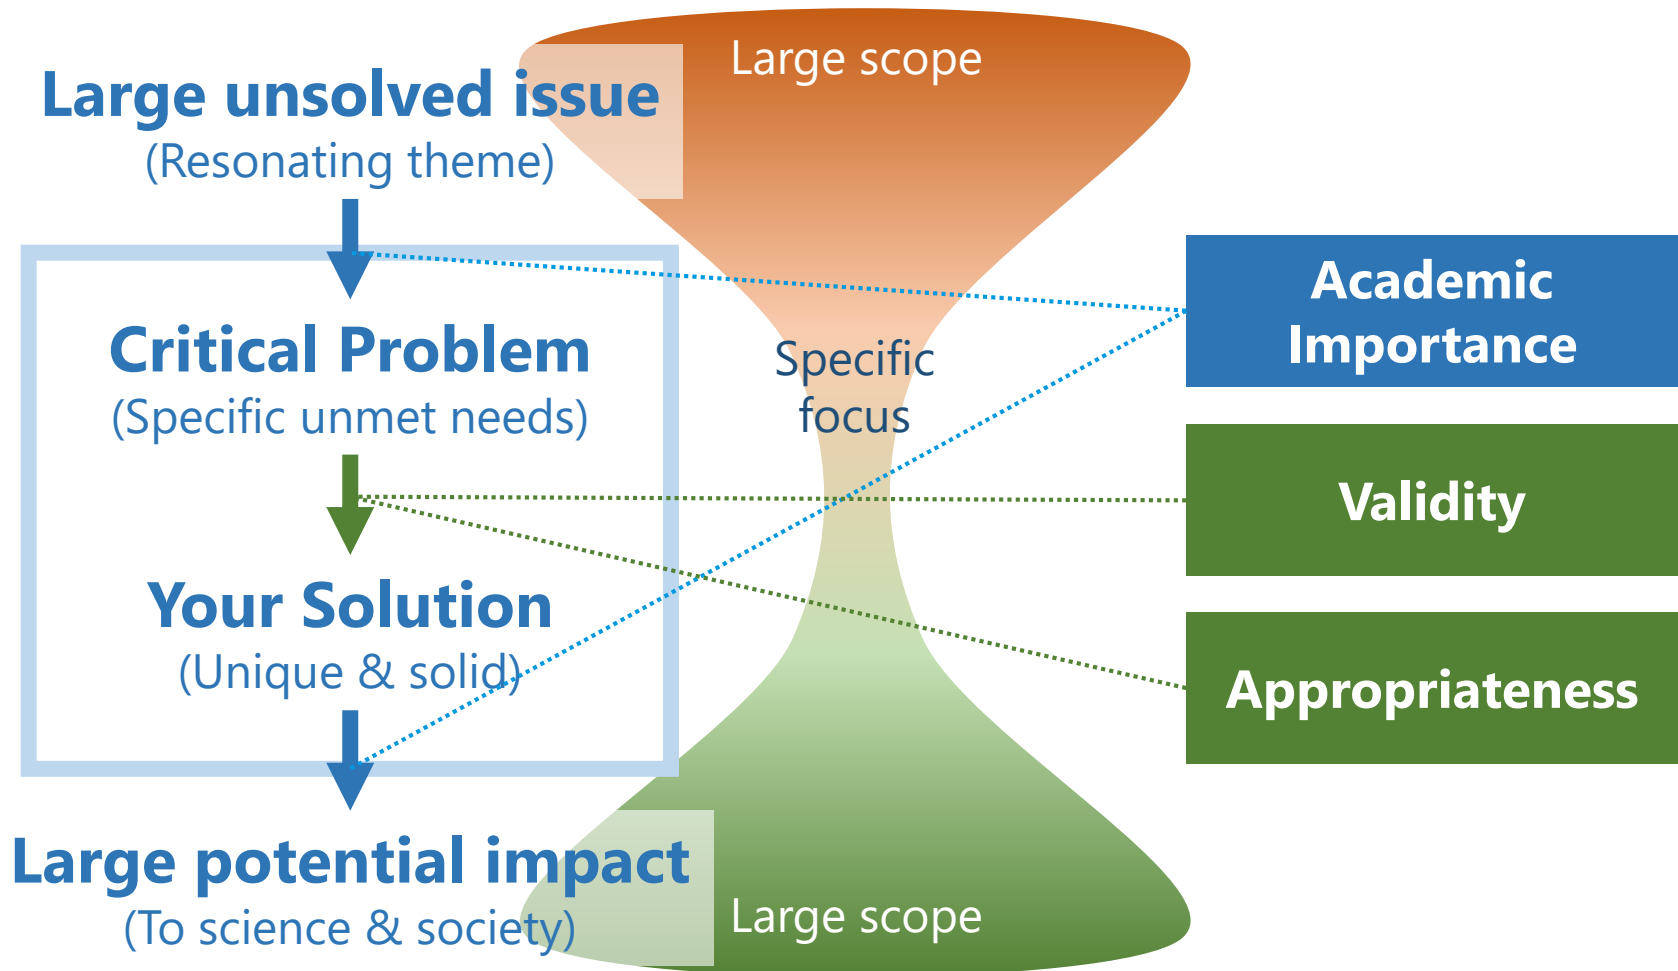 Large unsolved issue
(Resonating theme)
Critical Problem
(Specific unmet needs)
Your Solution
(Unique & solid)
Large potential impact
(To science & society)
Large scope
Specific
focus
Large scope
Academic
Importance
Validity
Appropriateness